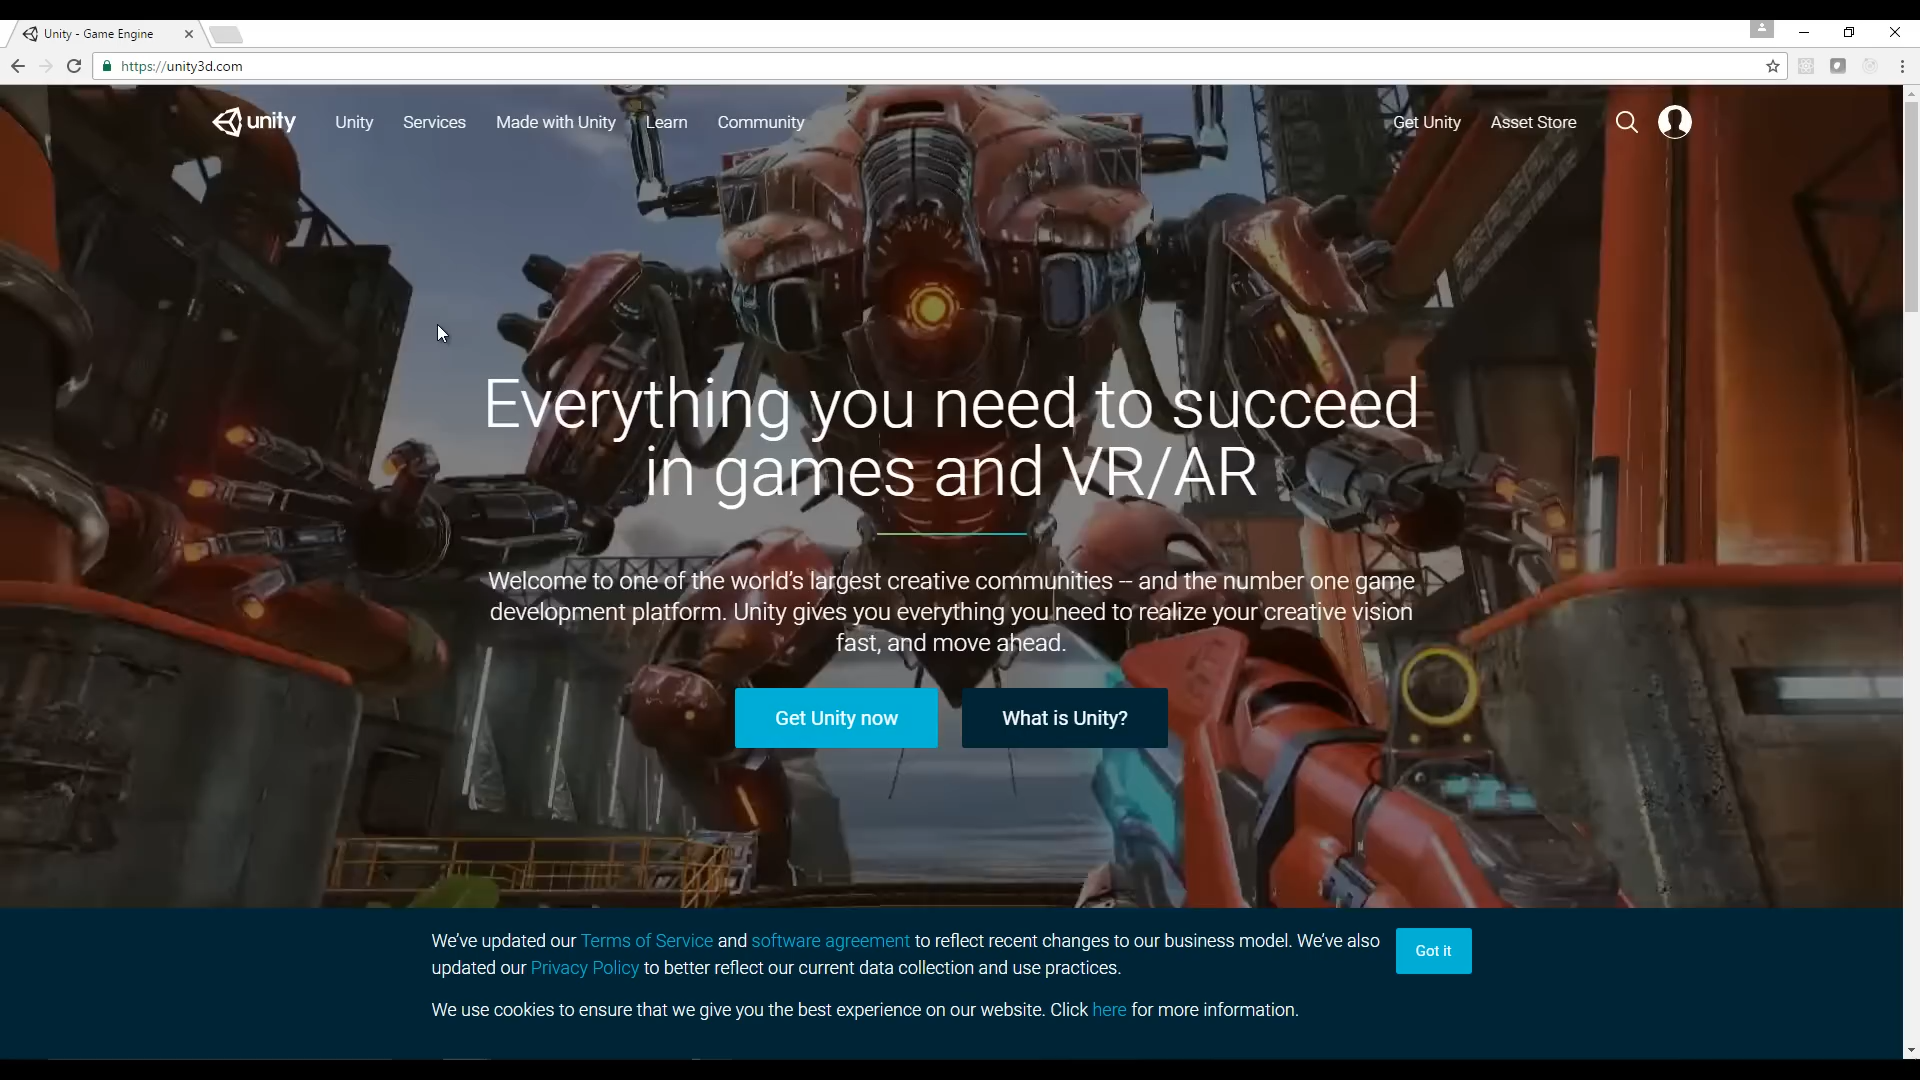 Unity - Game Engine
https://unity3d.com
unity
Unity
Services
Made with Unity
Learn
Community
Get Unity
Asset Store
Everything you need to succeed
in games and VR/AR
Welcome to one of the world's largest creative communities -- and the number one game
development platform. Unity gives you everything you need to realize your creative vision
fast, and move ahead.
Get Unity now
What is Unity?
We've updated our Terms of Service and software agreement to reflect recent changes to our business model. We've also
updated our Privacy Policy to better reflect our current data collection and use practices.
Got it
We use cookies to ensure that we give you the best experience on our website. Click here for more information.